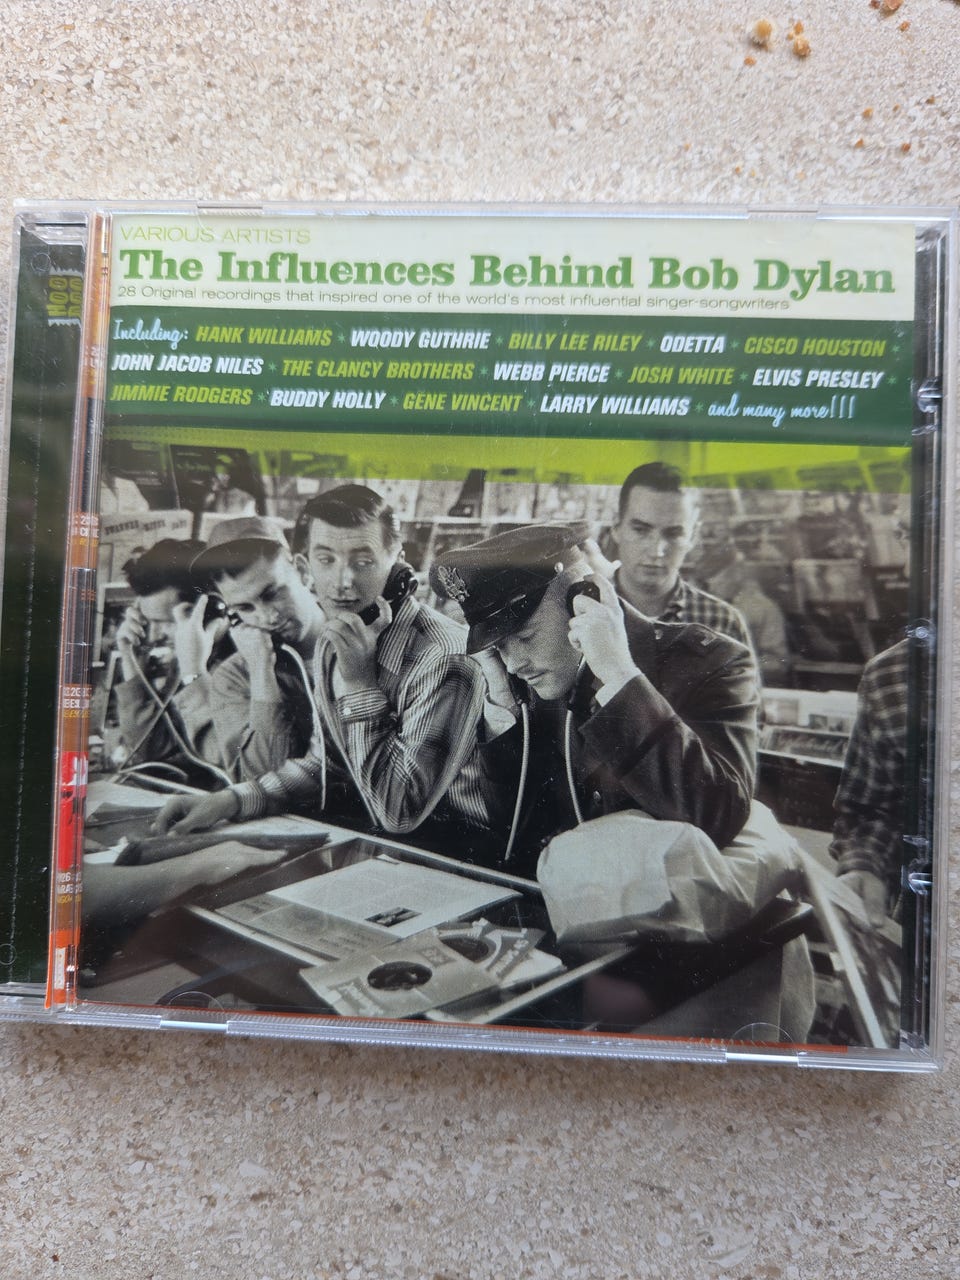 VARIOUS ARTISTS
The Influences Behind Bob Dylan
28 Original recordings that inspired one of the world's most influential singer-songwriters
Including: HANK WILLIAMS * WOODY GUTHRIE * BILLY LEE RILEY * ODETTA * CISCO HOUSTON
JOHN JACOB NILES * THE CLANCY BROTHERS * WEBB PIERCE * JOSH WHITE * ELVIS PRESLEY *
JIMMIE RODGERS * BUDDY HOLLY * GENE VINCENT * LARRY WILLIAMS * and many more!!!